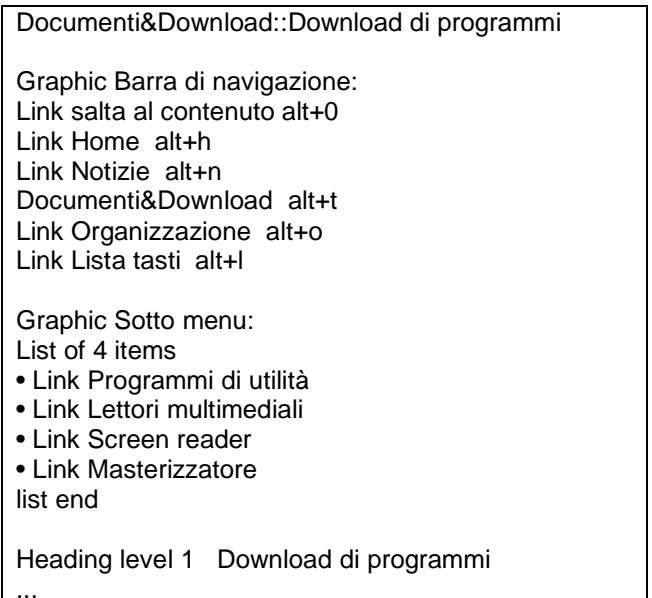 Documenti&Download::Download di programmi
Graphic Barra di navigazione:
Link salta al contenuto alt+0
Link Home  alt+h
Link Notizie  alt+n
Documenti&Download  alt+t
Link Organizzazione  alt+o
Link Lista tasti  alt+l
Graphic Sotto menu:
List of 4 items
• Link Programmi di utilità
• Link Lettori multimediali
• Link Screen reader
• Link Masterizzatore
list end
Heading level 1   Download di programmi
...